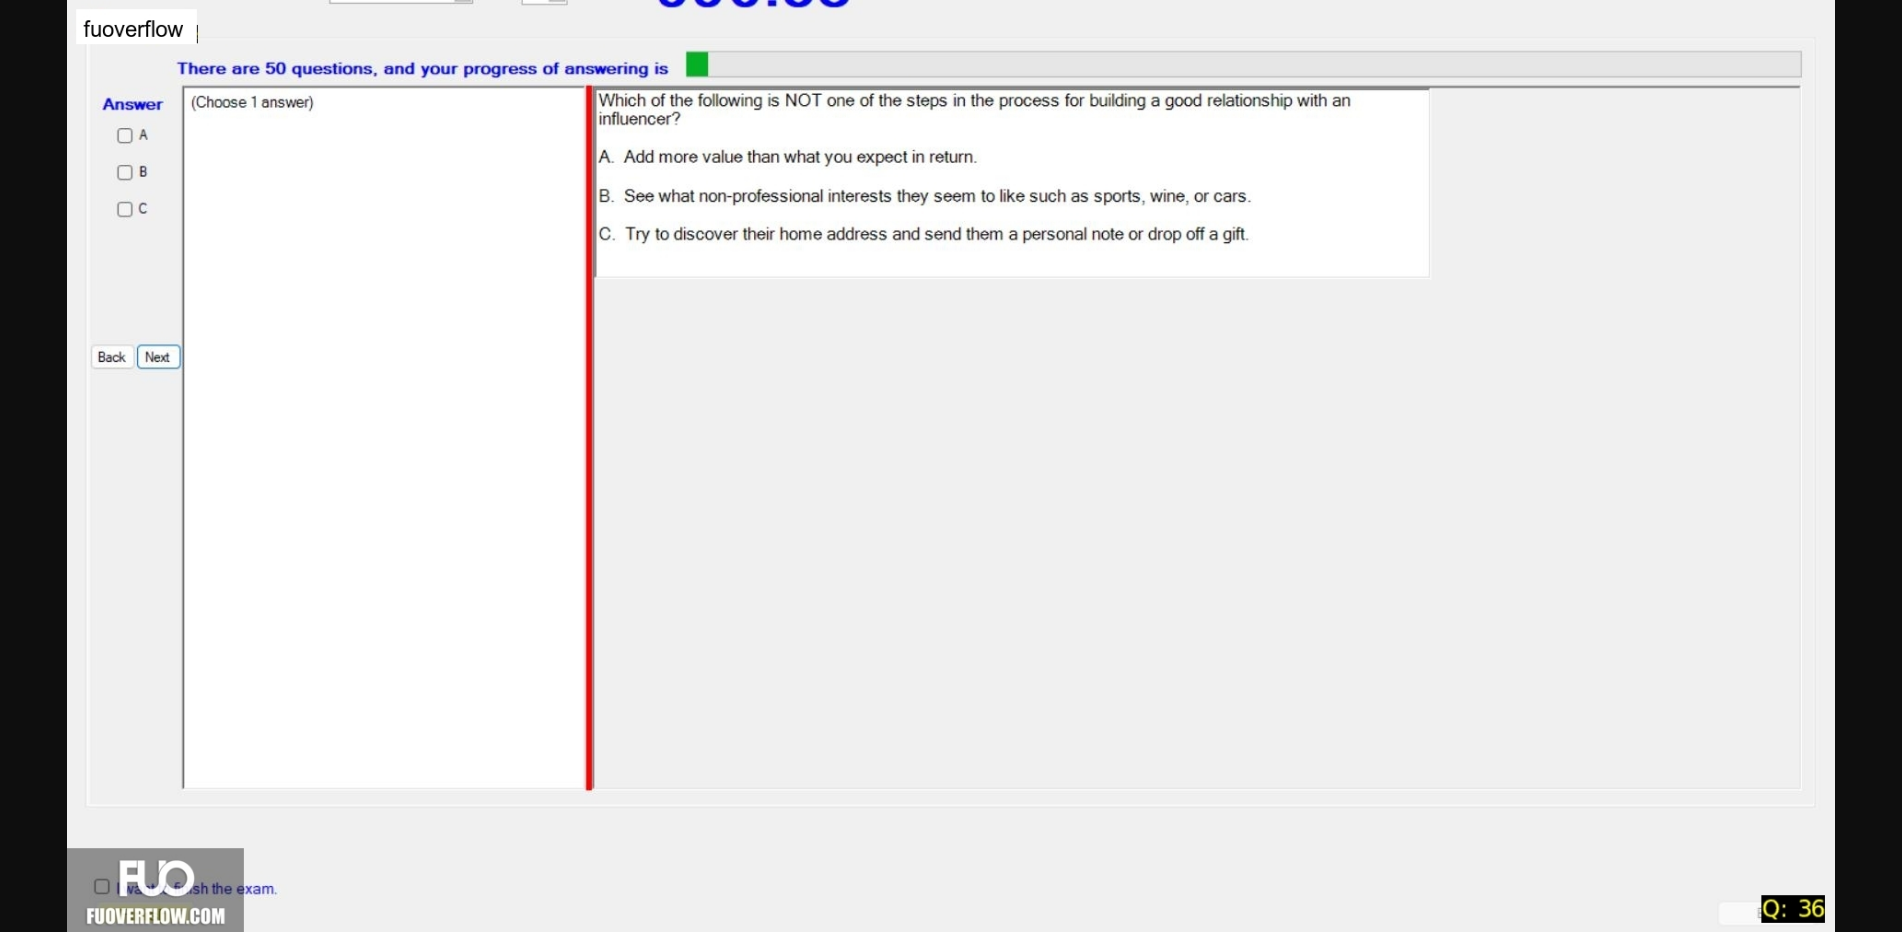 fuoverflow
There are 50 questions, and your progress of answering is
Answer
(Choose 1 answer)
A
B
C
Back
Next
Which of the following is NOT one of the steps in the process for building a good relationship with an
influencer?
A. Add more value than what you expect in return.
B. See what non-professional interests they seem to like such as sports, wine, or cars.
C. Try to discover their home address and send them a personal note or drop off a gift.
FUO
the exam.
FUOVERFLOW.COM
Q: 36